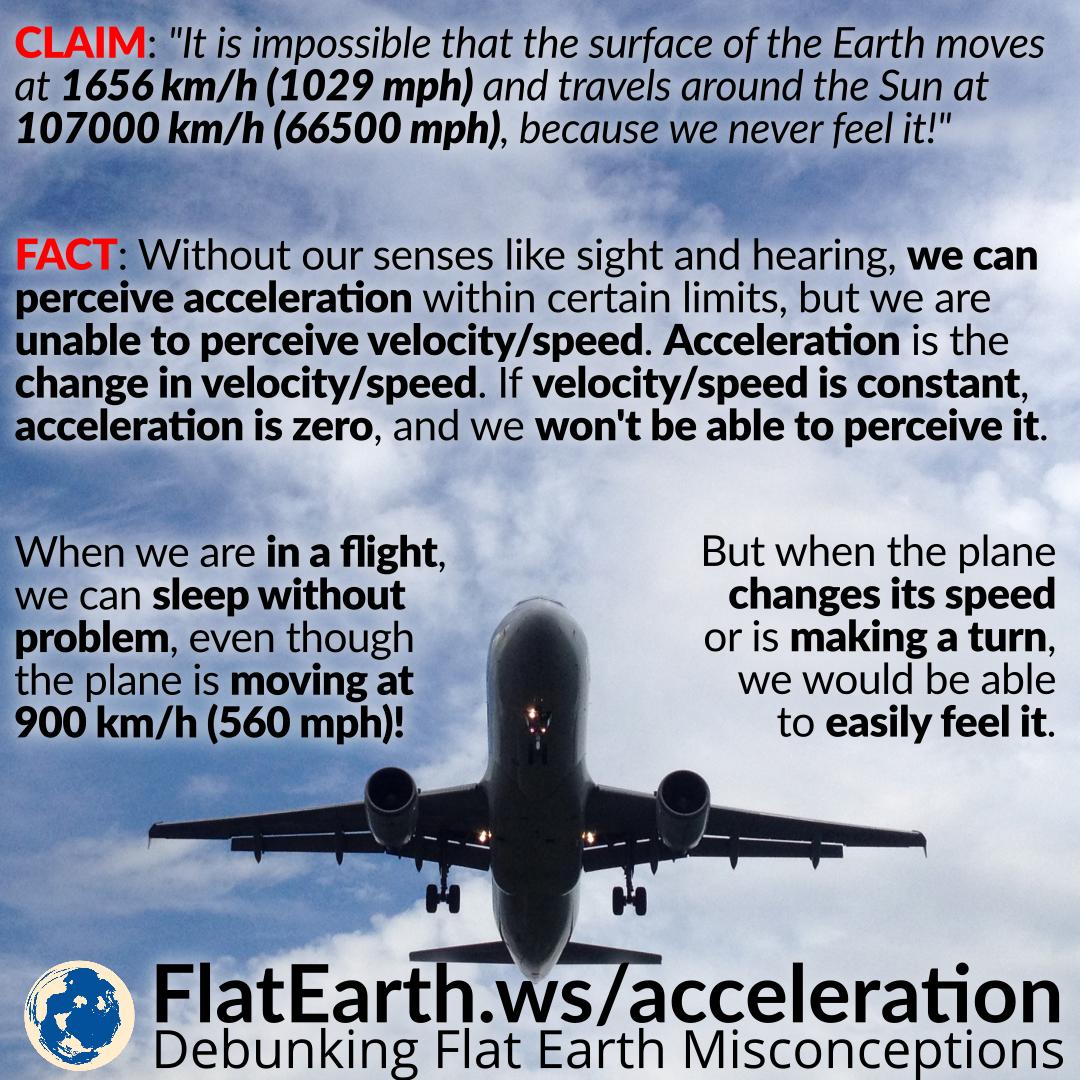 CLAIM: "It is impossible that the surface of the Earth moves
at 1656 km/h (1029 mph) and travels around the Sun at
107000 km/h (66500 mph), because we never feel it!"
FACT: Without our senses like sight and hearing, we can
perceive acceleration within certain limits, but we are
unable to perceive velocity/speed. Acceleration is the
change in velocity/speed. If velocity/speed is constant,
acceleration is zero, and we won't be able to perceive it.
When we are in a flight,
we can sleep without
problem, even though
the plane is moving at
900 km/h (560 mph)!
But when the plane
changes its speed
or is making a turn,
we would be able
to easily feel it.
FlatEarth.ws/acceleration
Debunking Flat Earth Misconceptions